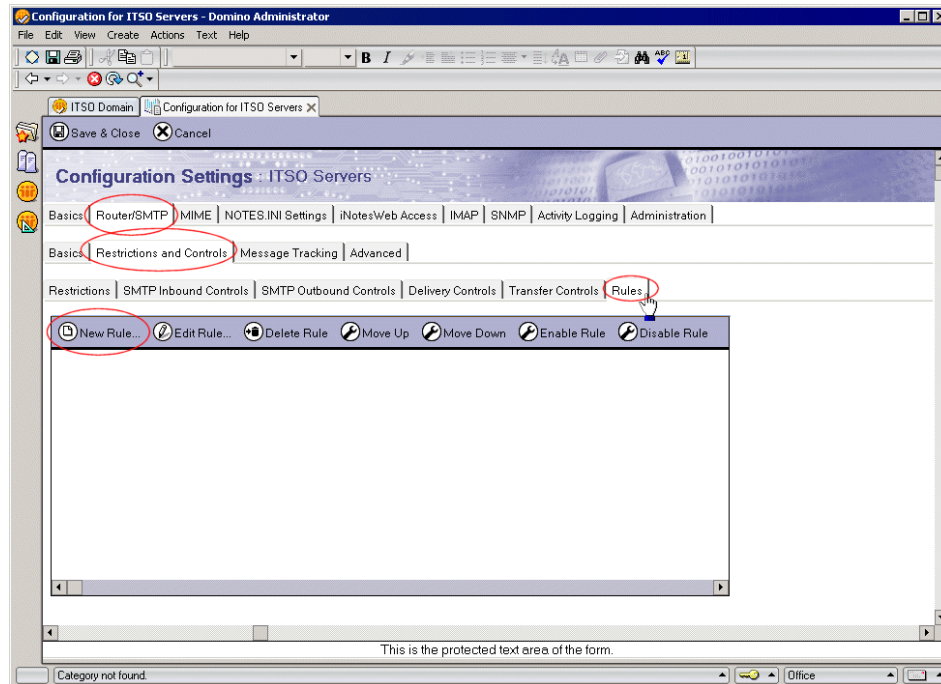 Configuration for ITSO Servers - Domino Administrator
File Edit View Create Actions Text Help
B I
ITSO Domain Configuration for ITSO Servers
Save & Close Cancel
Configuration Settings : ITSO Servers
Basics Router/SMTP MIME NOTES.INI Settings iNotesWeb Access IMAP SNMP Activity Logging Administration
Basics Restrictions and Controls Message Tracking Advanced
Restrictions SMTP Inbound Controls SMTP Outbound Controls Delivery Controls Transfer Controls Rules
New Rule... Edit Rule... Delete Rule Move Up Move Down Enable Rule Disable Rule
This is the protected text area of the form.
Category not found. Office